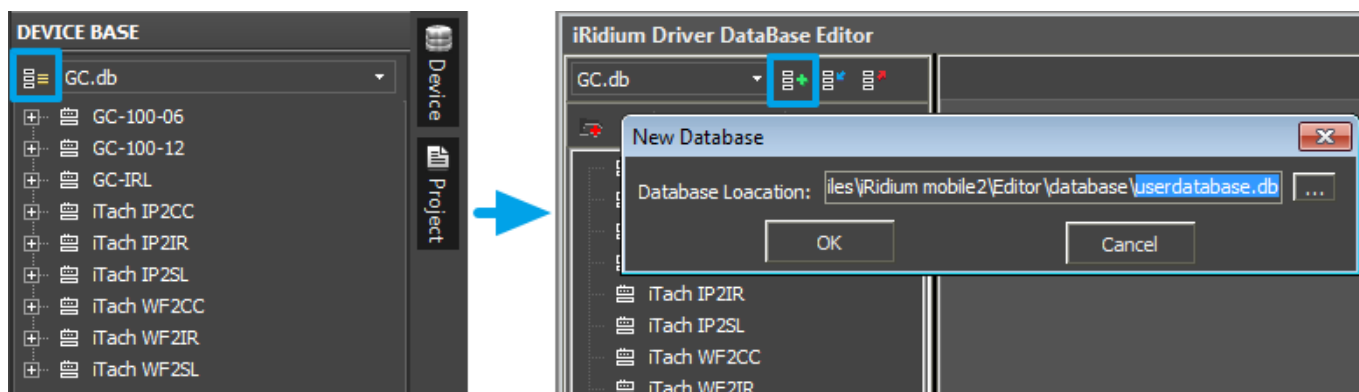 DEVICE BASE
GC.db
GC-100-06
GC-100-12
GC-IRL
iTach IP2CC
iTach IP2IR
iTach IP2SL
iTach WF2CC
iTach WF2IR
iTach WF2SL
Device
Project
iRidium Driver DataBase Editor
GC.db
New Database
Database Loacation: iles\iRidium mobile2\Editor\database\userdatabase.db ...
OK Cancel
iTach IP2IR
iTach IP2SL
iTach WF2CC
iTach WF2IR